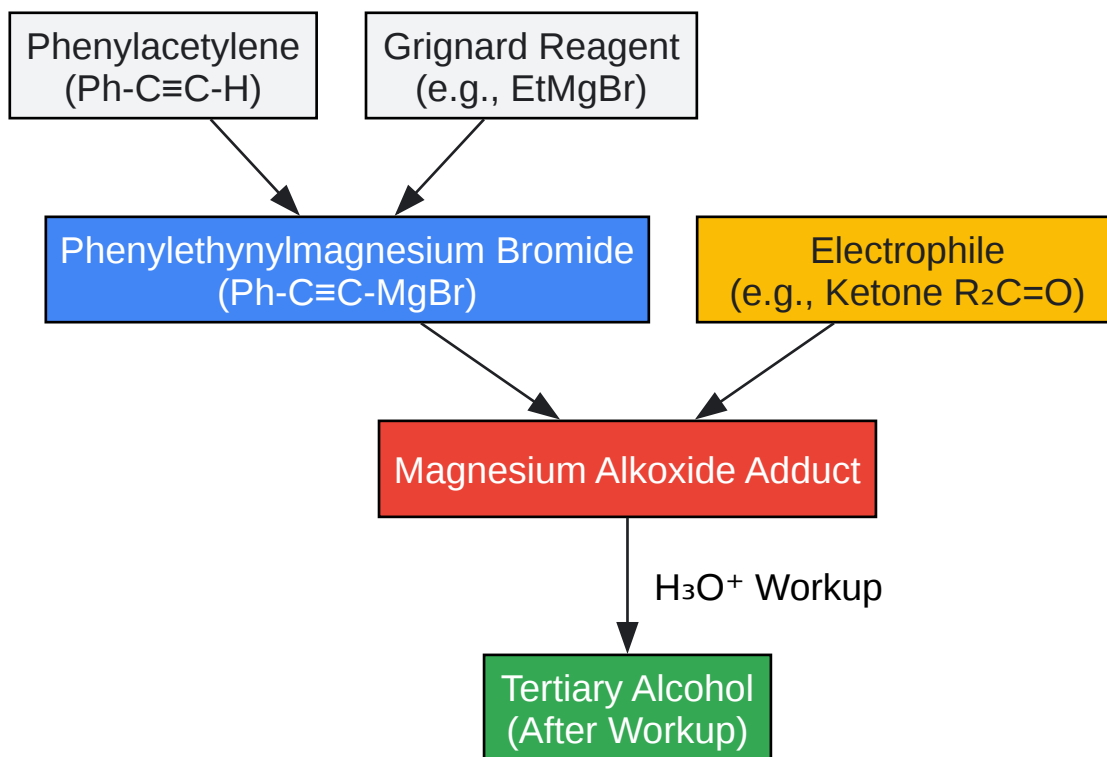 Phenylacetylene
(Ph-C≡C-H)
Grignard Reagent
(e.g., EtMgBr)
Phenylethynylmagnesium Bromide
(Ph-C≡C-MgBr)
Electrophile
(e.g., Ketone R₂C=O)
Magnesium Alkoxide Adduct
H₃O⁺ Workup
Tertiary Alcohol
(After Workup)